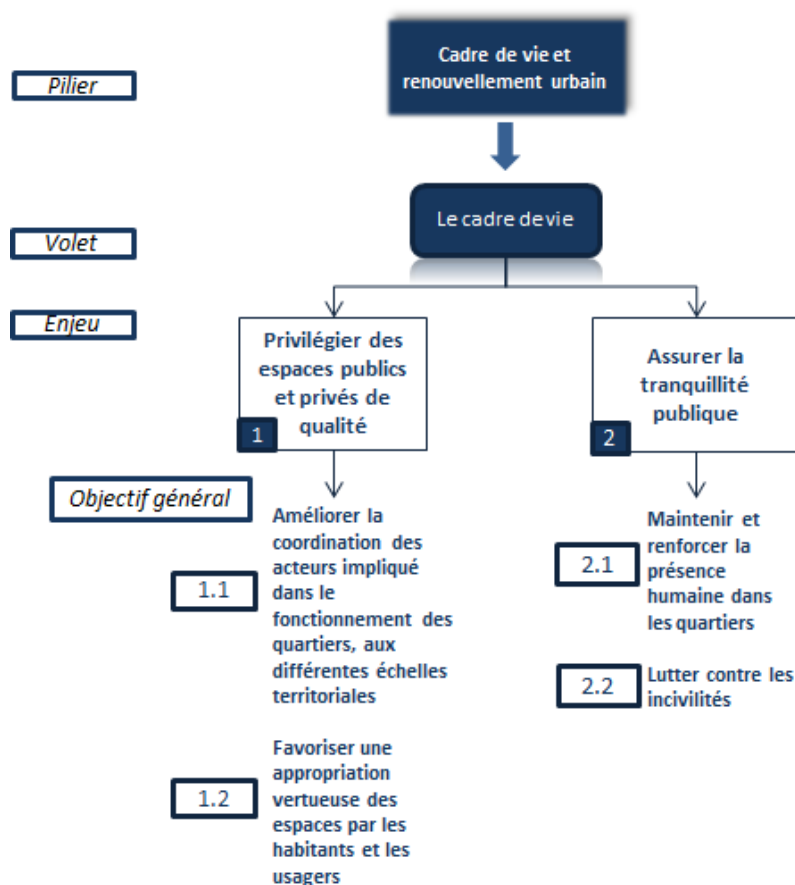 Cadre de vie et
renouvellement urbain
Pilier
Le cadre de vie
Volet
Enjeu
Privilégier des
espaces publics
et privés de
qualité
1
Assurer la
tranquillité
publique
2
Objectif général
Améliorer la
coordination des
acteurs impliqué
dans le
fonctionnement des
quartiers, aux
différentes échelles
territoriales
1.1
Maintenir et
renforcer la
présence
humaine dans
les quartiers
2.1
2.2
Lutter contre les
incivilités
1.2
Favoriser une
appropriation
vertueuse des
espaces par les
habitants et les
usagers